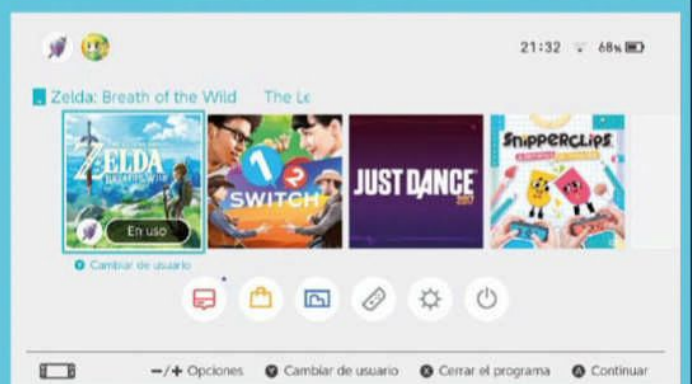 21:32 68%
Zelda: Breath of the Wild The Le
ZELDA
BREATH OF THE WILD
En uso
1 2
SWITCH
JUST DANCE
2017
SNIPPERCLIPS
Y Cambiar de usuario
-/+ Opciones Y Cambiar de usuario X Cerrar el programa A Continuar